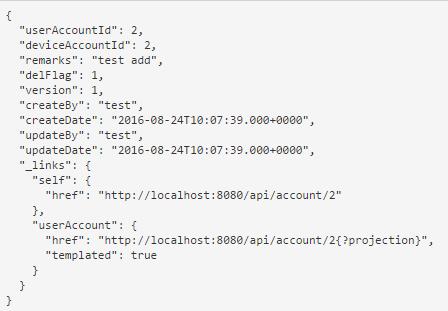 {
  "userAccountId": 2,
  "deviceAccountId": 2,
  "remarks": "test add",
  "delFlag": 1,
  "version": 1,
  "createBy": "test",
  "createDate": "2016-08-24T10:07:39.000+0000",
  "updateBy": "test",
  "updateDate": "2016-08-24T10:07:39.000+0000",
  "_links": {
    "self": {
      "href": "http://localhost:8080/api/account/2"
    },
    "userAccount": {
      "href": "http://localhost:8080/api/account/2{?projection}",
      "templated": true
    }
  }
}